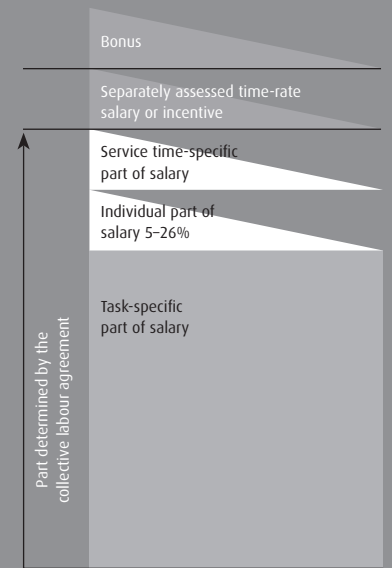 Bonus
Separately assessed time-rate
salary or incentive
Service time-specific
part of salary
Individual part of
salary 5–26%
Task-specific
part of salary
Part determined by the
collective labour agreement